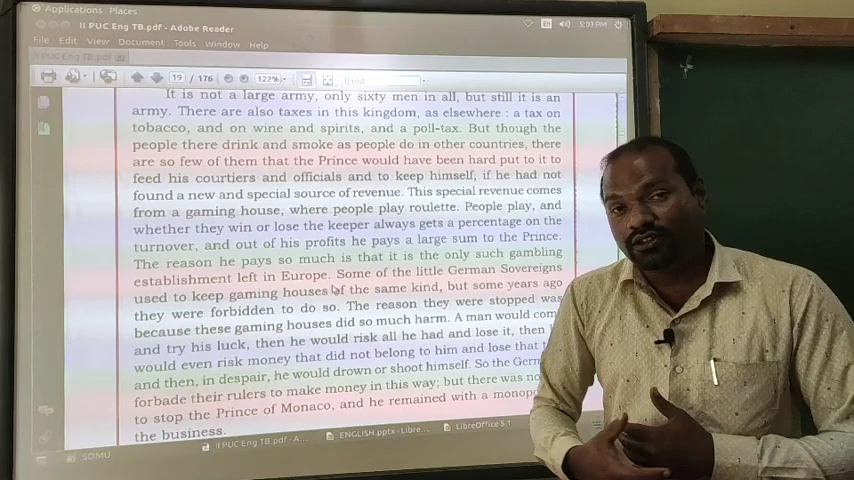 Applications Places
En 5:03 PM
II PUC Eng TB.pdf - Adobe Reader
File Edit View Document Tools Window Help
II PUC Eng TB.pdf
19 / 176 122% Find
It is not a large army, only sixty men in all, but still it is an
army. There are also taxes in this kingdom, as elsewhere : a tax on
tobacco, and on wine and spirits, and a poll-tax. But though the
people there drink and smoke as people do in other countries, there
are so few of them that the Prince would have been hard put to it to
feed his courtiers and officials and to keep himself, if he had not
found a new and special source of revenue. This special revenue comes
from a gaming house, where people play roulette. People play, and
whether they win or lose the keeper always gets a percentage on the
turnover, and out of his profits he pays a large sum to the Prince.
The reason he pays so much is that it is the only such gambling
establishment left in Europe. Some of the little German Sovereigns
used to keep gaming houses of the same kind, but some years ago
they were forbidden to do so. The reason they were stopped was
because these gaming houses did so much harm. A man would come
and try his luck, then he would risk all he had and lose it, then
would even risk money that did not belong to him and lose that
and then, in despair, he would drown or shoot himself. So the
forbade their rulers to make money in this way; but there was
to stop the Prince of Monaco, and he remained with a
the business.
SOMU II PUC Eng TB.pdf - A... ENGLISH.pptx - Libre... LibreOffice 5.1